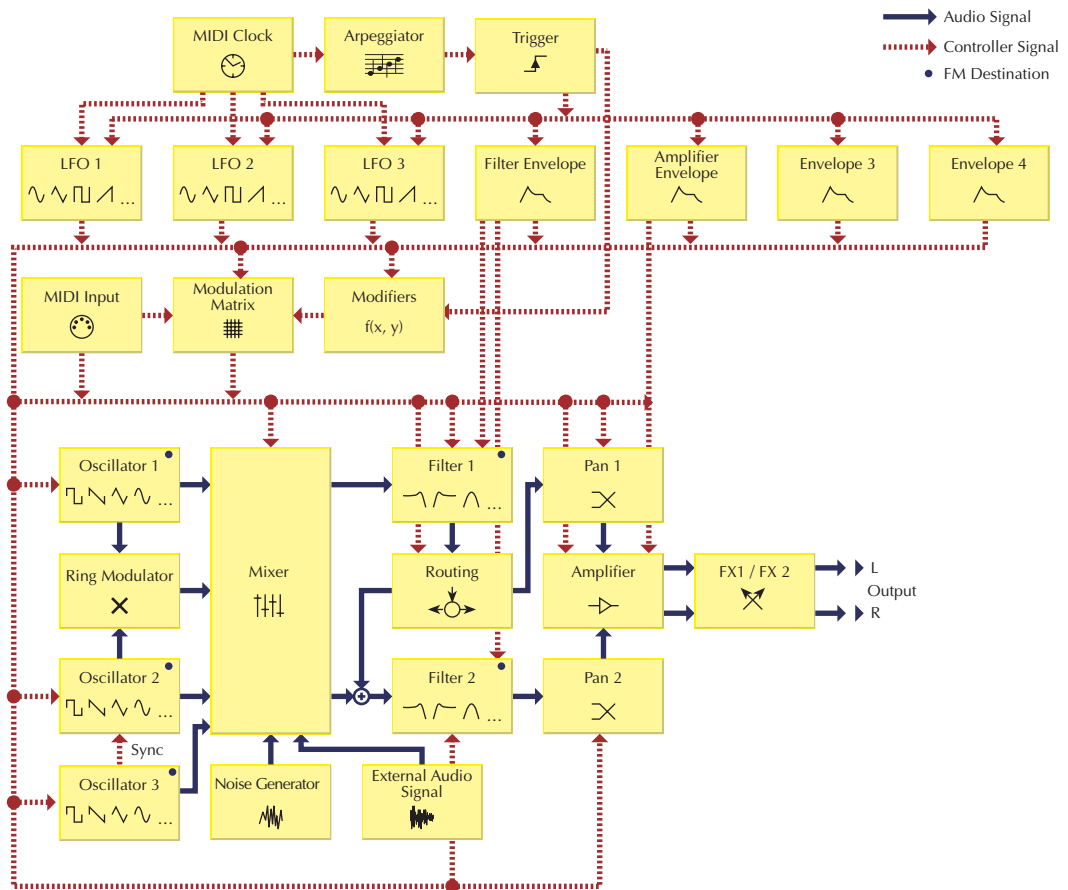 Audio Signal
Controller Signal
FM Destination
MIDI Clock
Arpeggiator
Trigger
LFO 1
...
LFO 2
...
LFO 3
...
Filter Envelope
Amplifier
Envelope
Envelope 3
Envelope 4
MIDI Input
Modulation
Matrix
Modifiers
f(x, y)
Oscillator 1
...
Filter 1
...
Pan 1
Ring Modulator
Mixer
Routing
Amplifier
FX1 / FX 2
L
Output
R
Oscillator 2
...
Filter 2
...
Pan 2
Sync
Oscillator 3
...
Noise Generator
External Audio
Signal